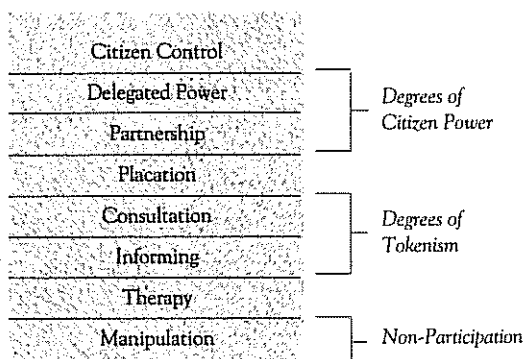 Citizen Control
Delegated Power
Partnership
Degrees of
Citizen Power
Placation
Consultation
Informing
Degrees of
Tokenism
Therapy
Manipulation
Non-Participation